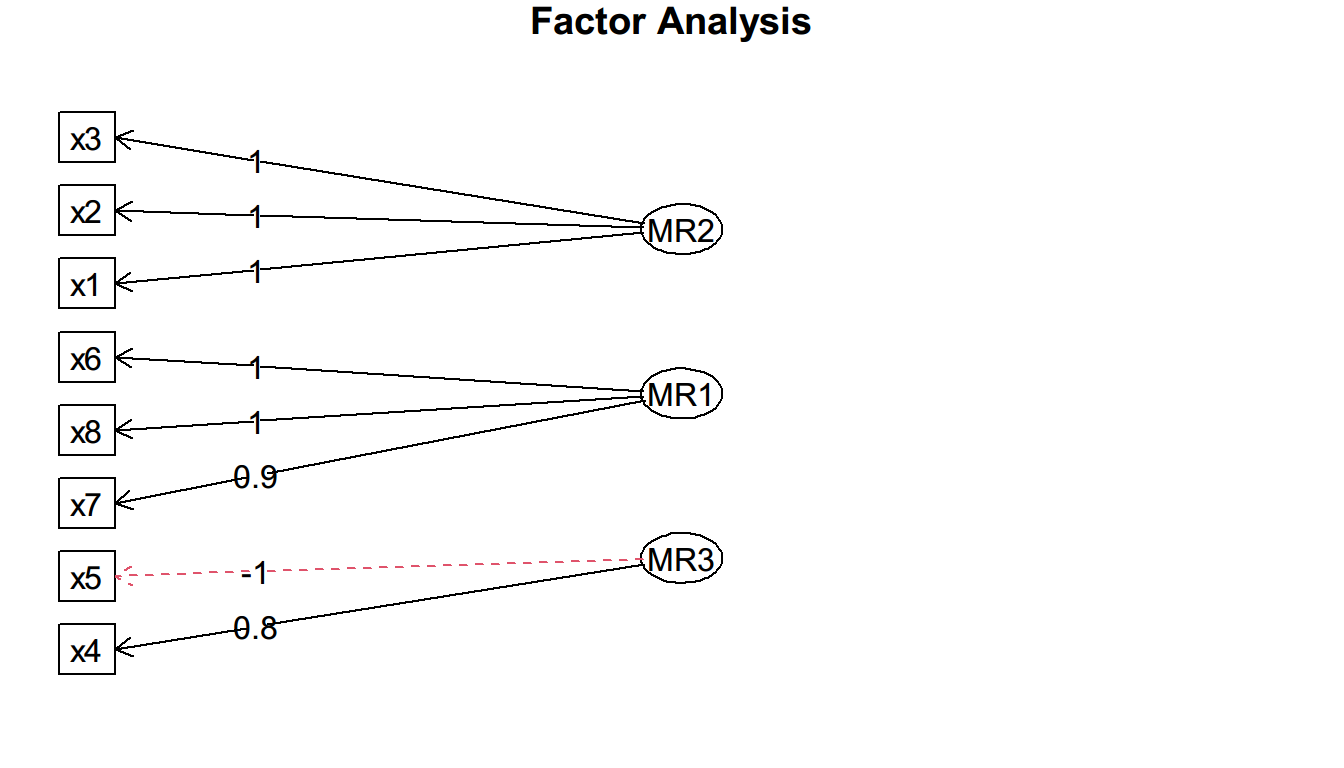 Factor Analysis
x3
1
x2
1
MR2
x1
1
x6
1
MR1
x8
1
x7
0.9
x5
-1
MR3
x4
0.8